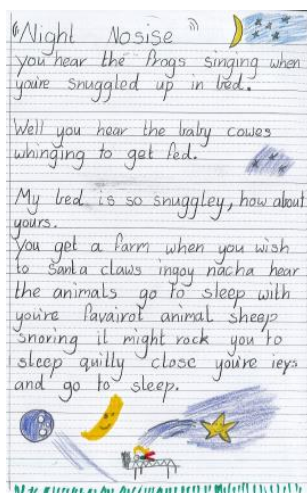 Night Nosise
you hear the frogs singing when
you're snuggled up in bed.
Well you hear the baby cowes
whinging to get fed.
My bed is so snuggley, how about
yours.
You get a farm when you wish
to Santa claws ingoy nacha hear
the animals go to sleep with
you're favairot animal sheep
snoring it might rock you to
sleep quilly close you're ieys
and go to sleep.